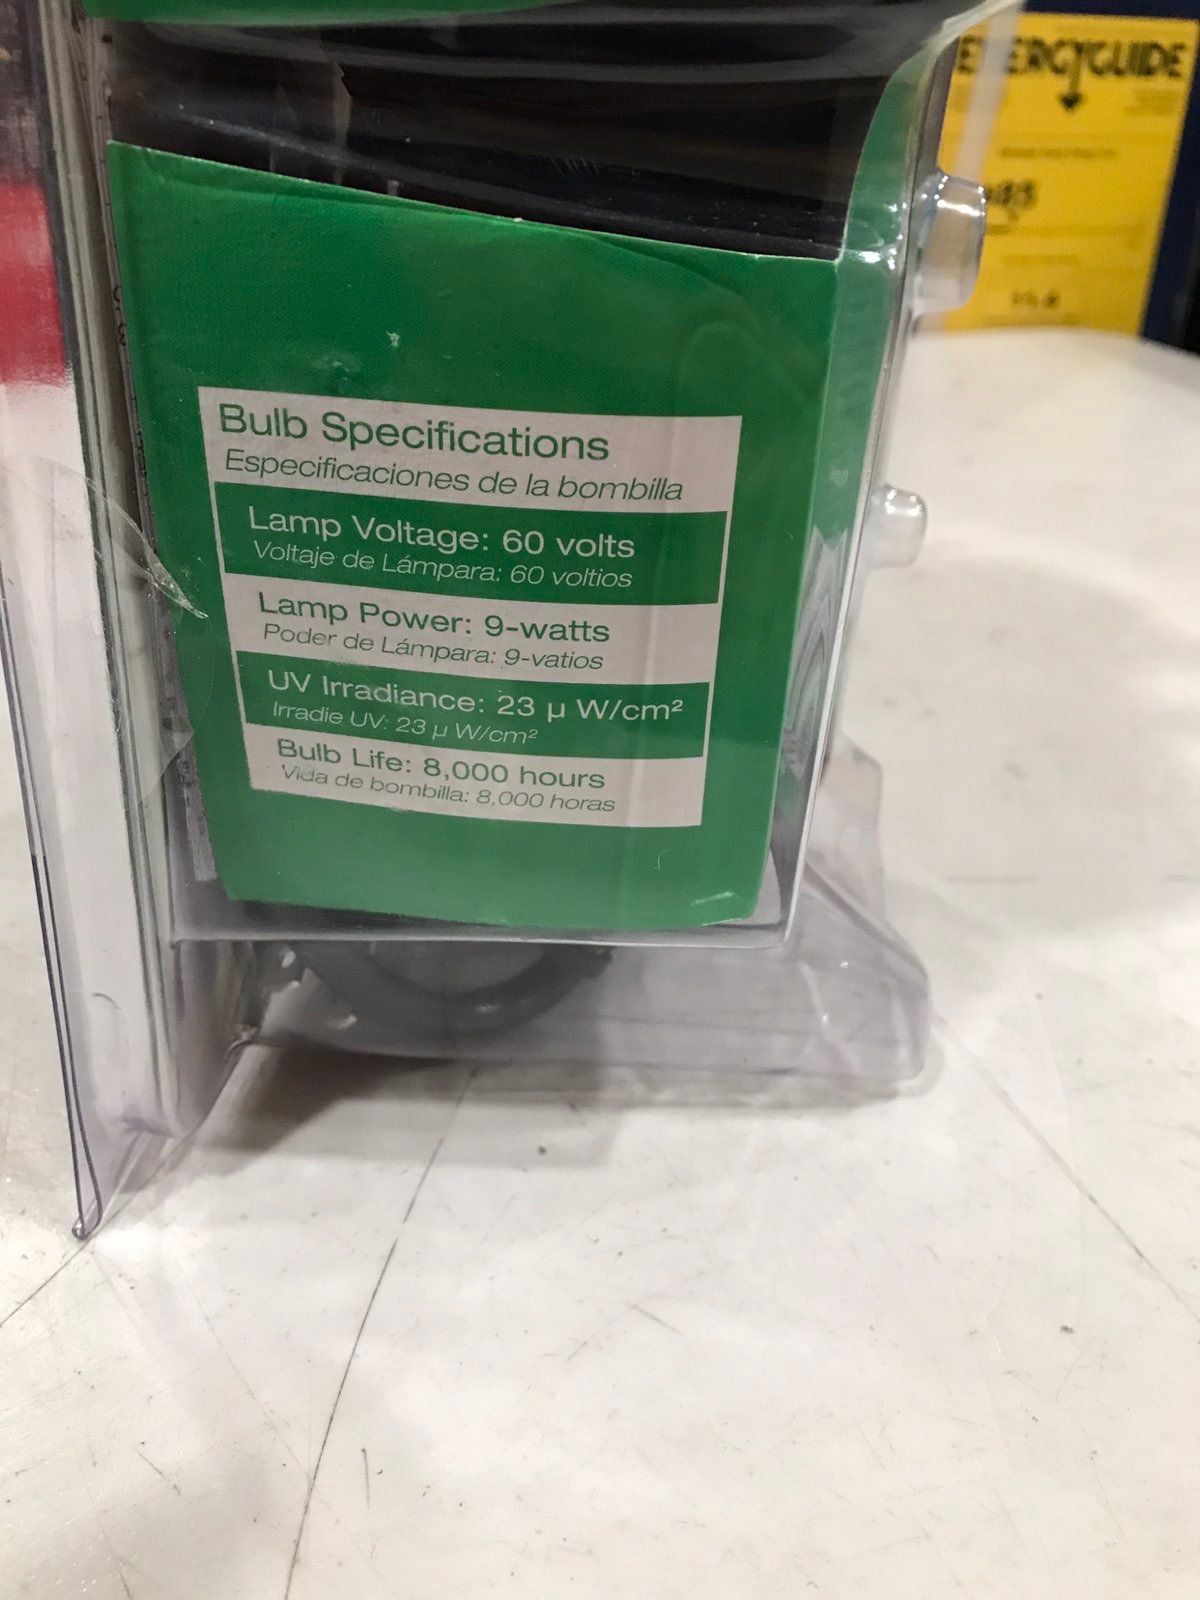 ENERGYGUIDE
Bulb Specifications
Especificaciones de la bombilla
Lamp Voltage: 60 volts
Voltaje de Lámpara: 60 voltios
Lamp Power: 9-watts
Poder de Lámpara: 9-vatios
UV Irradiance: 23 µ W/cm²
Irradie UV: 23 µ W/cm²
Bulb Life: 8,000 hours
Vida de bombilla: 8,000 horas